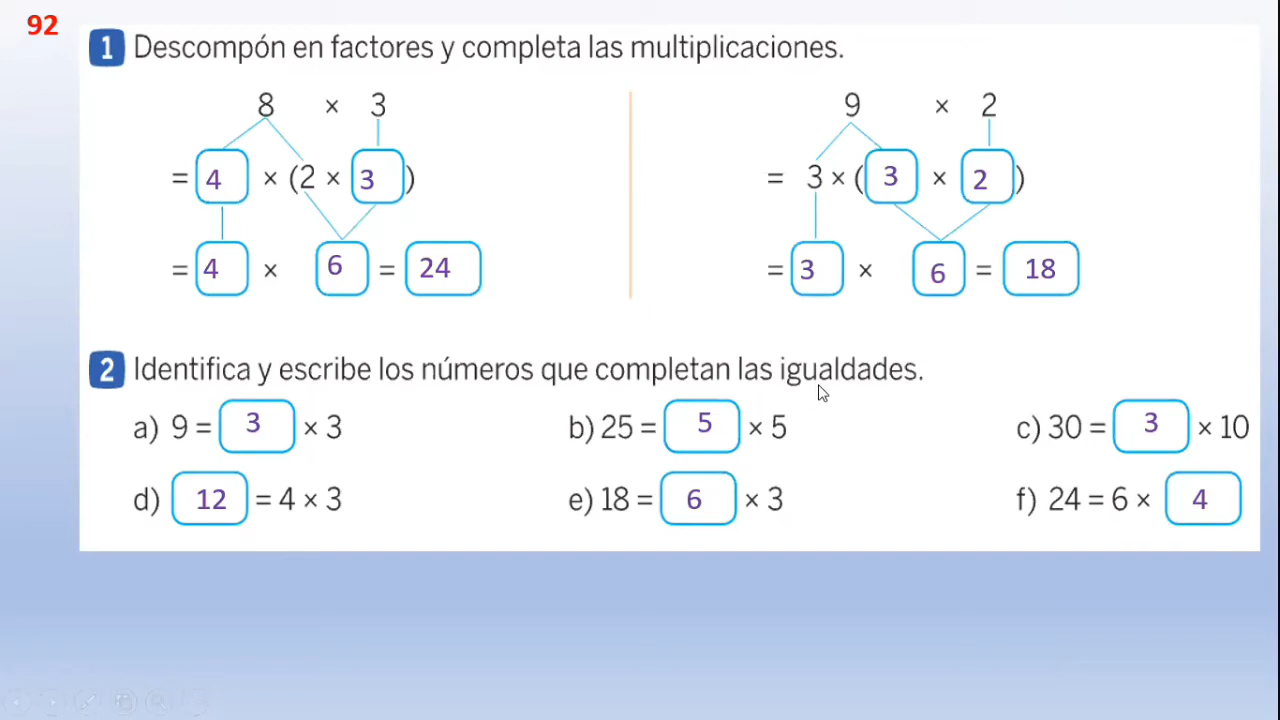 92
1 Descompón en factores y completa las multiplicaciones.
8 × 3
= 4 × (2 × 3)
= 4 × 6 = 24
9 × 2
= 3 × (3 × 2)
= 3 × 6 = 18
2 Identifica y escribe los números que completan las igualdades.
a) 9 = 3 × 3
b) 25 = 5 × 5
c) 30 = 3 × 10
d) 12 = 4 × 3
e) 18 = 6 × 3
f) 24 = 6 × 4